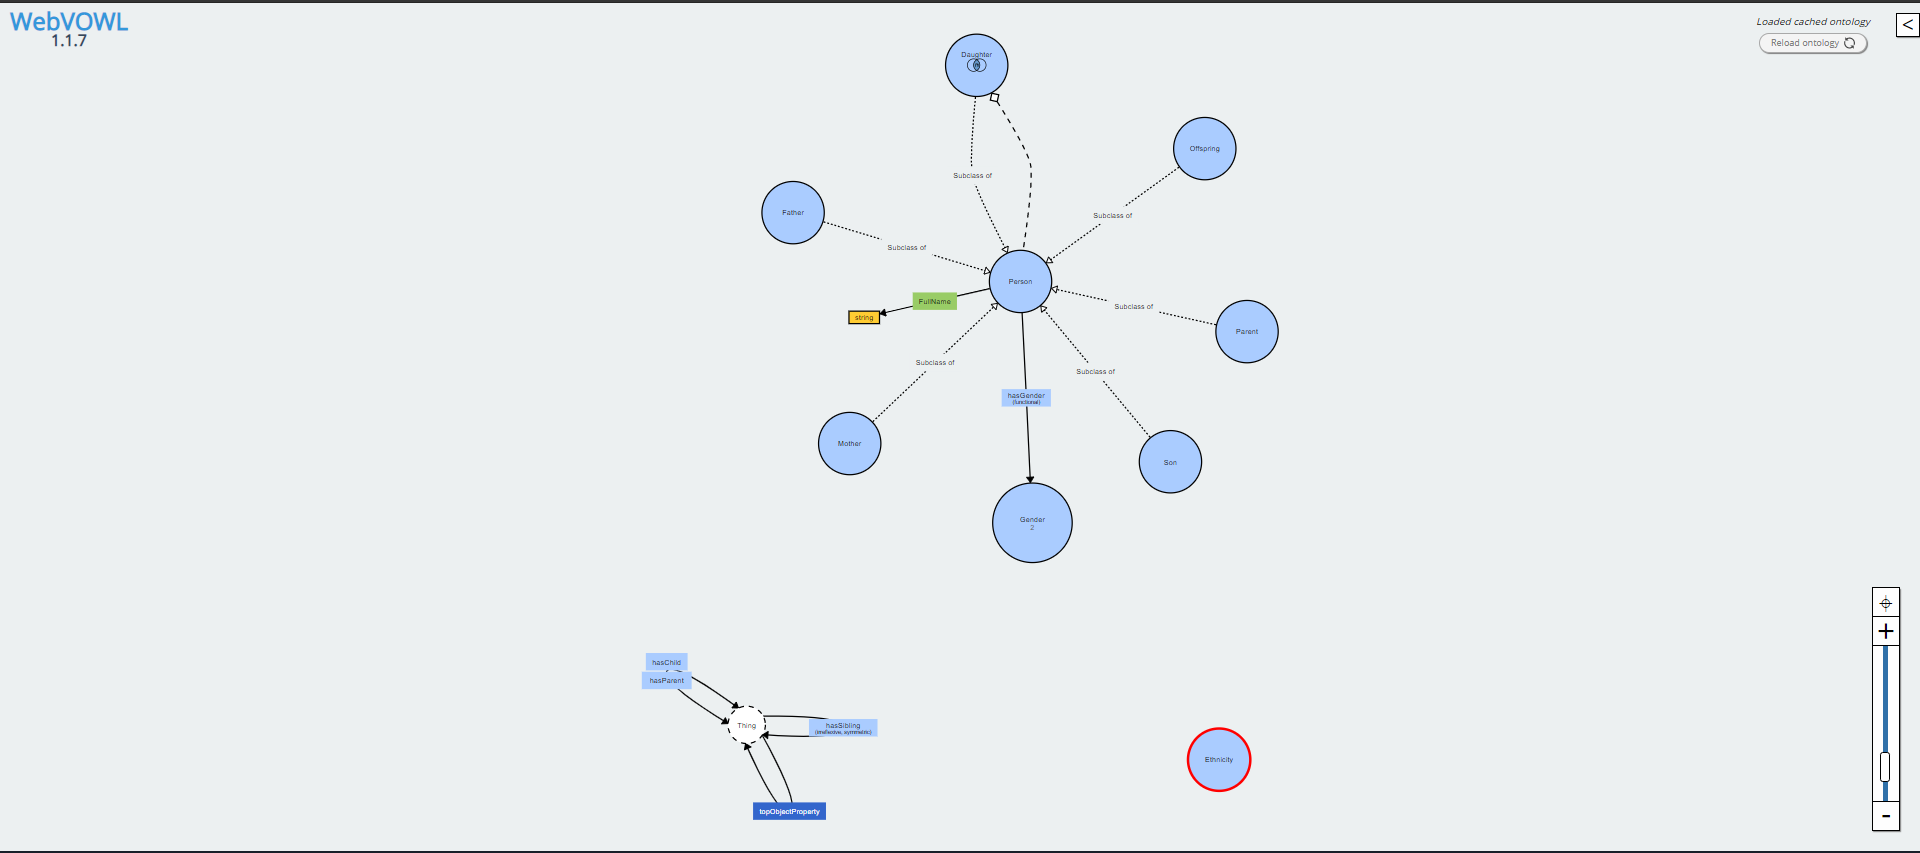 WebVOWL
1.1.7
Loaded cached ontology
<
Reload ontology
Daughter
Offspring
Subclass of
Father
Subclass of
Subclass of
Person
FullName
string
Subclass of
Parent
Subclass of
Subclass of
hasGender
(functional)
Mother
Son
Gender
2
+
hasChild
hasParent
Thing
hasSibling
(irreflexive, symmetric)
Ethnicity
topObjectProperty
-